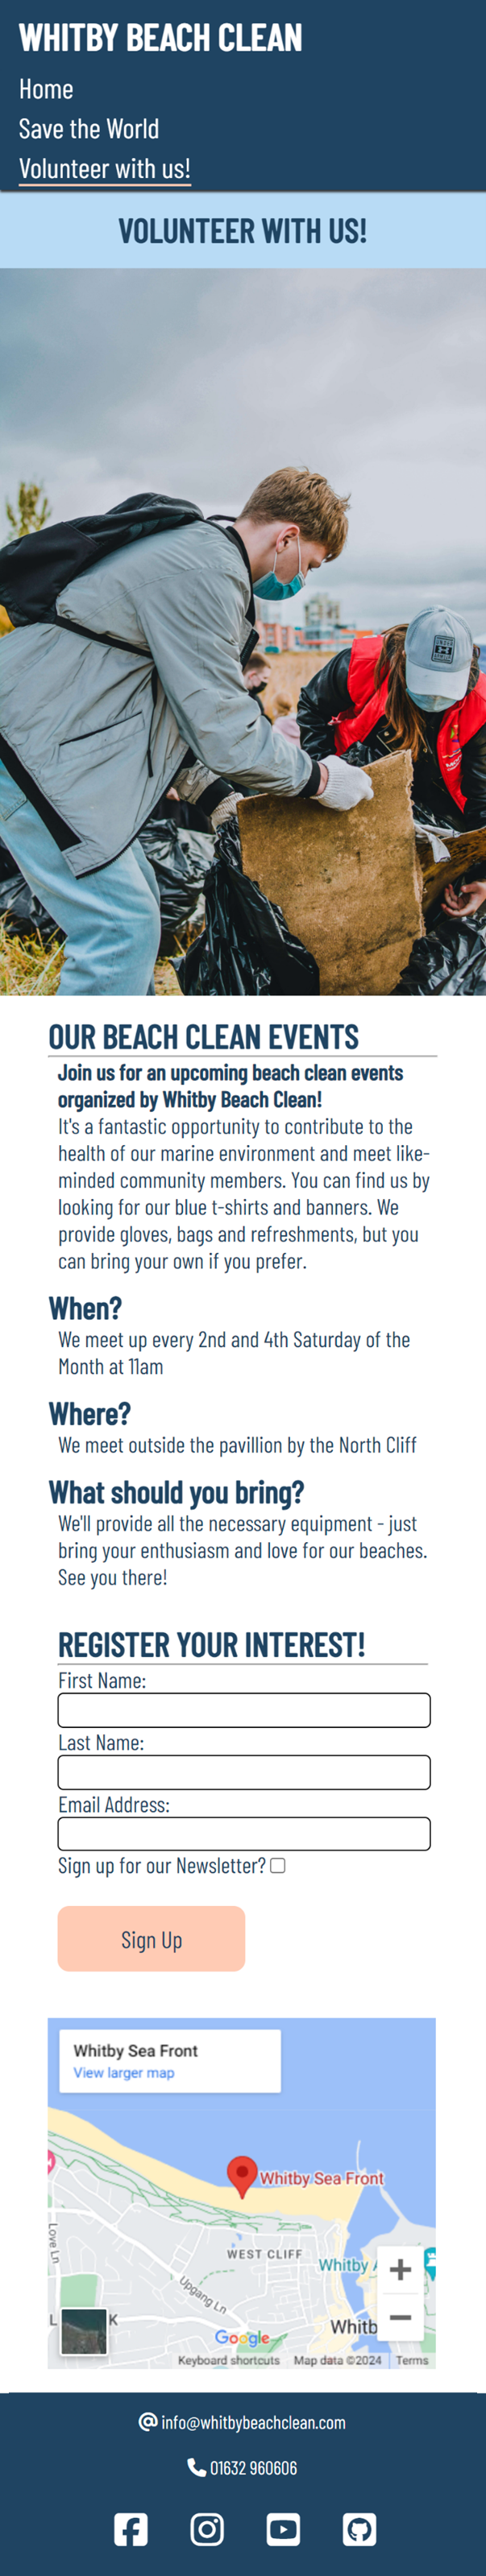 WHITBY BEACH CLEAN
Home
Save the World
Volunteer with us!
VOLUNTEER WITH US!
UNDER
OUR BEACH CLEAN EVENTS
Join us for an upcoming beach clean events
organized by Whitby Beach Clean!
It's a fantastic opportunity to contribute to the
health of our marine environment and meet like-
minded community members. You can find us by
looking for our blue t-shirts and banners. We
provide gloves, bags and refreshments, but you
can bring your own if you prefer.
When?
We meet up every 2nd and 4th Saturday of the
Month at 11am
Where?
We meet outside the pavillion by the North Cliff
What should you bring?
We'll provide all the necessary equipment - just
bring your enthusiasm and love for our beaches.
See you there!
REGISTER YOUR INTEREST!
First Name:
Last Name:
Email Address:
Sign up for our Newsletter?
Sign Up
Whitby Sea Front
View larger map
Whitby Sea Front
Love Ln
WEST CLIFF
Whitby A
Upgang Ln
L K
Whitb
Google
Keyboard shortcuts Map data ©2024 Terms
@ info@whitbybeachclean.com
01632 960606